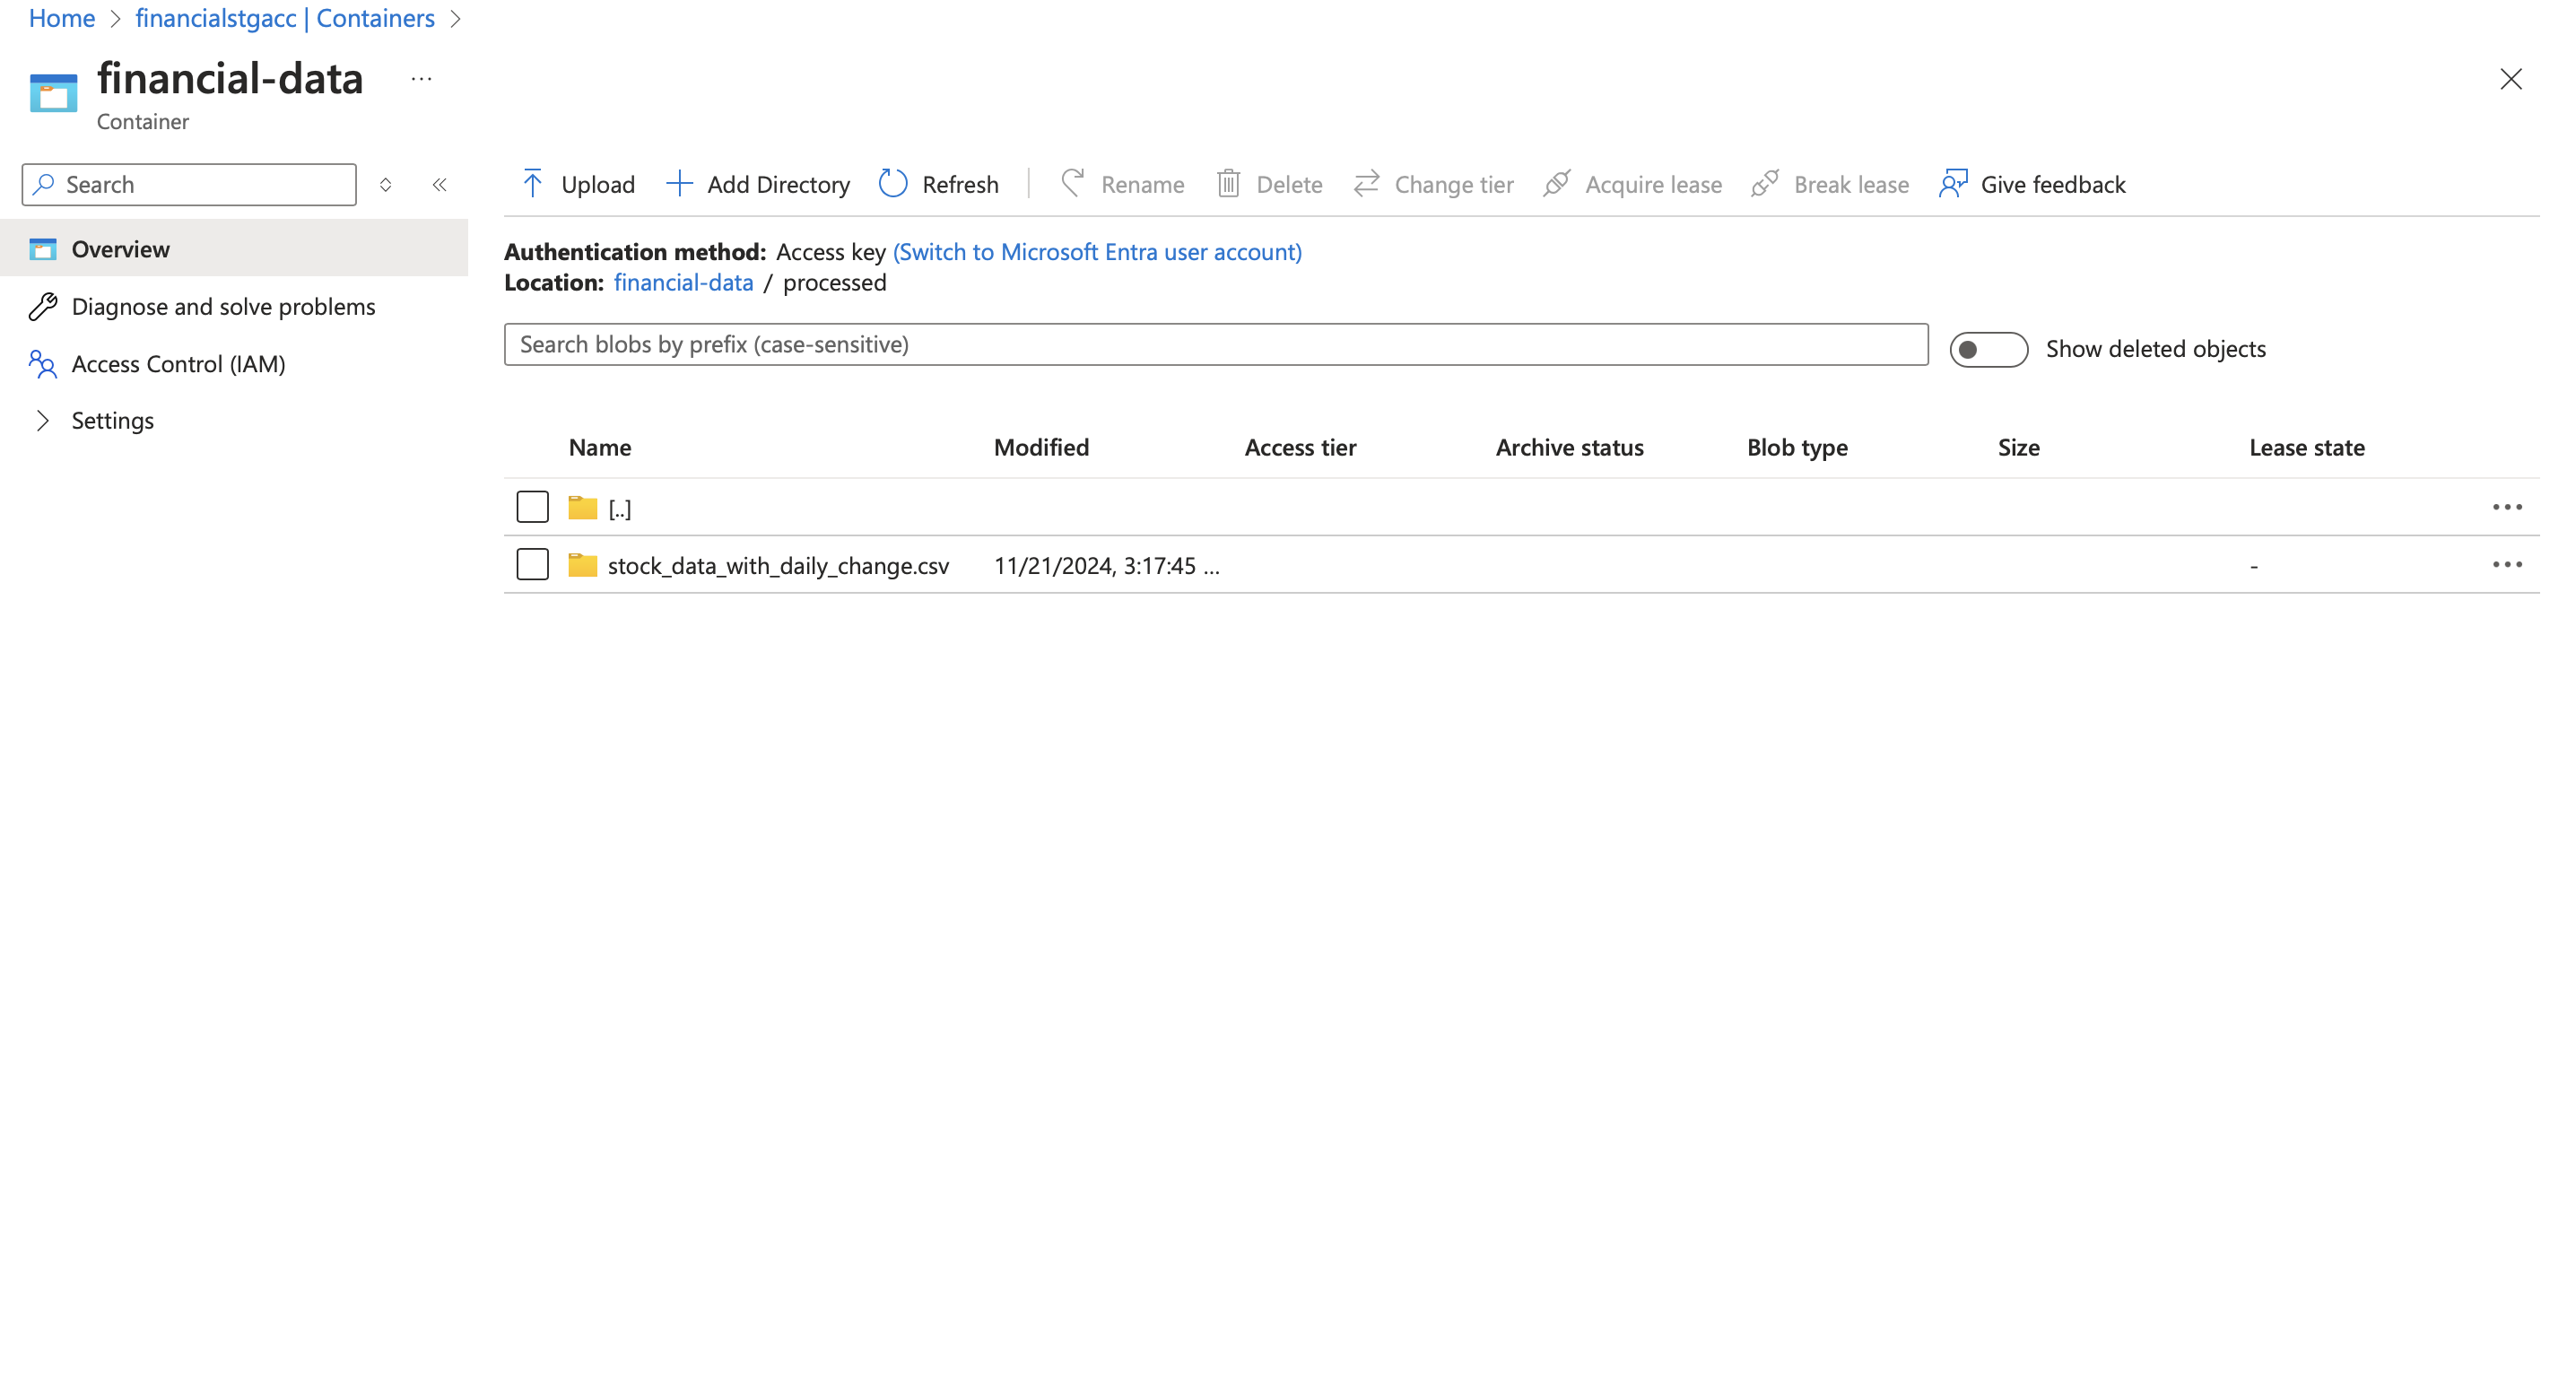 Home > financialstgacc | Containers >
financial-data ...
Container
Search
Overview
Diagnose and solve problems
Access Control (IAM)
Settings
Upload Add Directory Refresh Rename Delete Change tier Acquire lease Break lease Give feedback
Authentication method: Access key (Switch to Microsoft Entra user account)
Location: financial-data / processed
Search blobs by prefix (case-sensitive)
Show deleted objects
Name Modified Access tier Archive status Blob type Size Lease state
[..]
stock_data_with_daily_change.csv 11/21/2024, 3:17:45 ... -